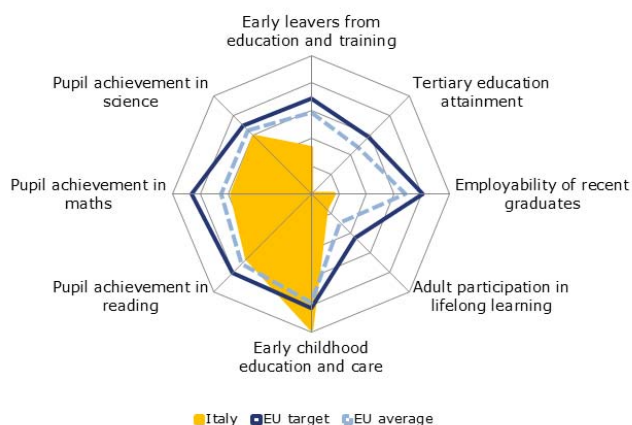 Early leavers from
education and training
Tertiary education
attainment
Employability of recent
graduates
Adult participation in
lifelong learning
Early childhood
education and care
Pupil achievement in
reading
Pupil achievement in
maths
Pupil achievement in
science
Italy EU target EU average